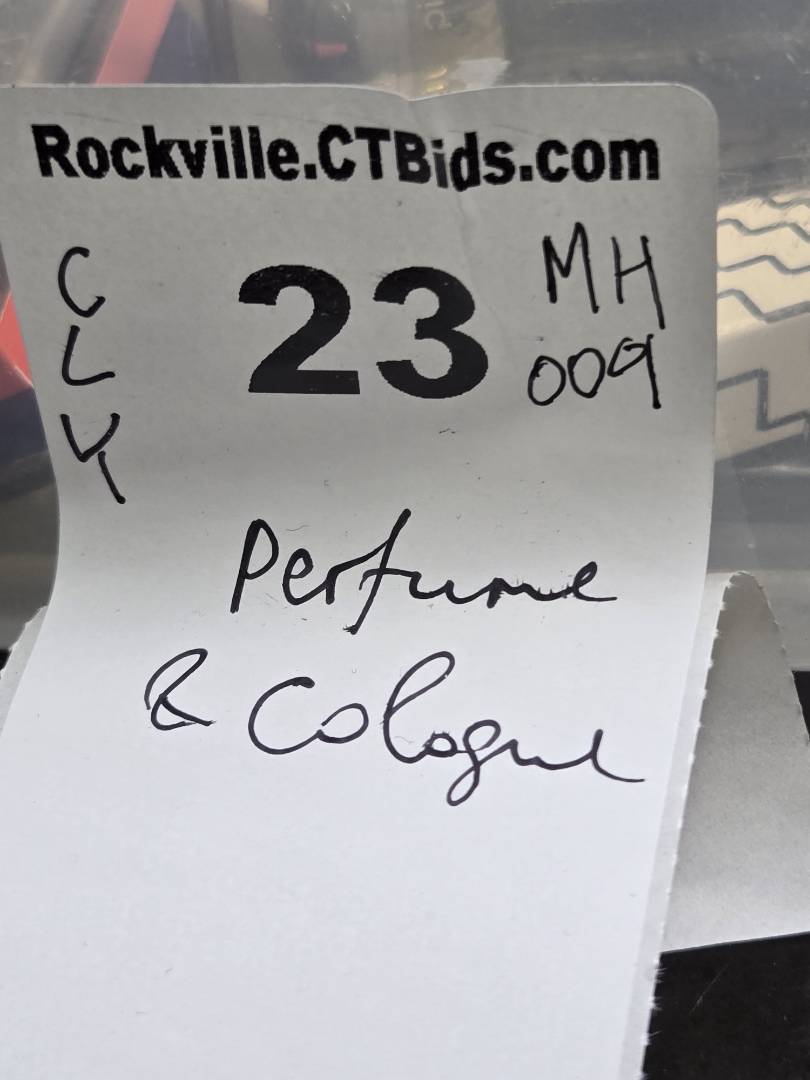 Rockville.CTBids.com
C
L
Y
23
MH
009
Perfume
& Cologne